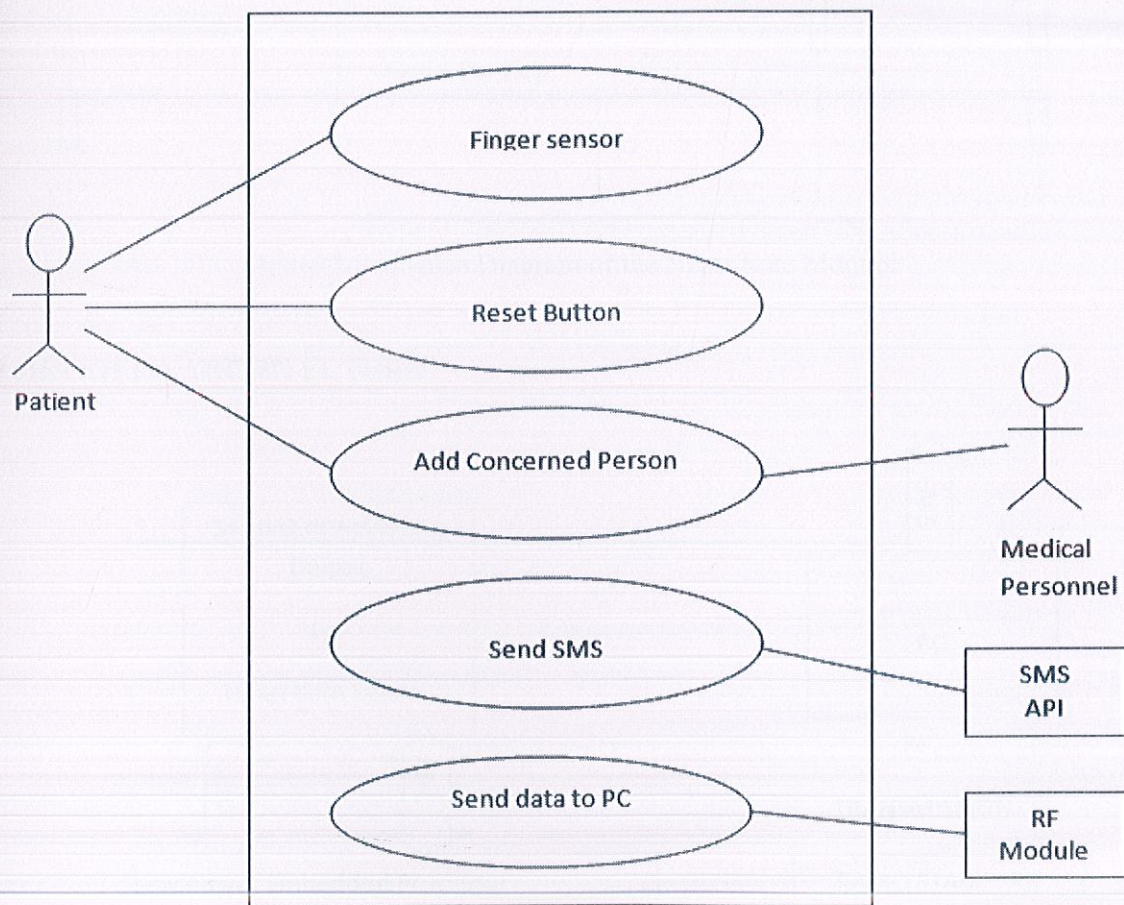 Finger sensor
Reset Button
Patient
Add Concerned Person
Medical
Personnel
Send SMS
SMS
API
Send data to PC
RF
Module